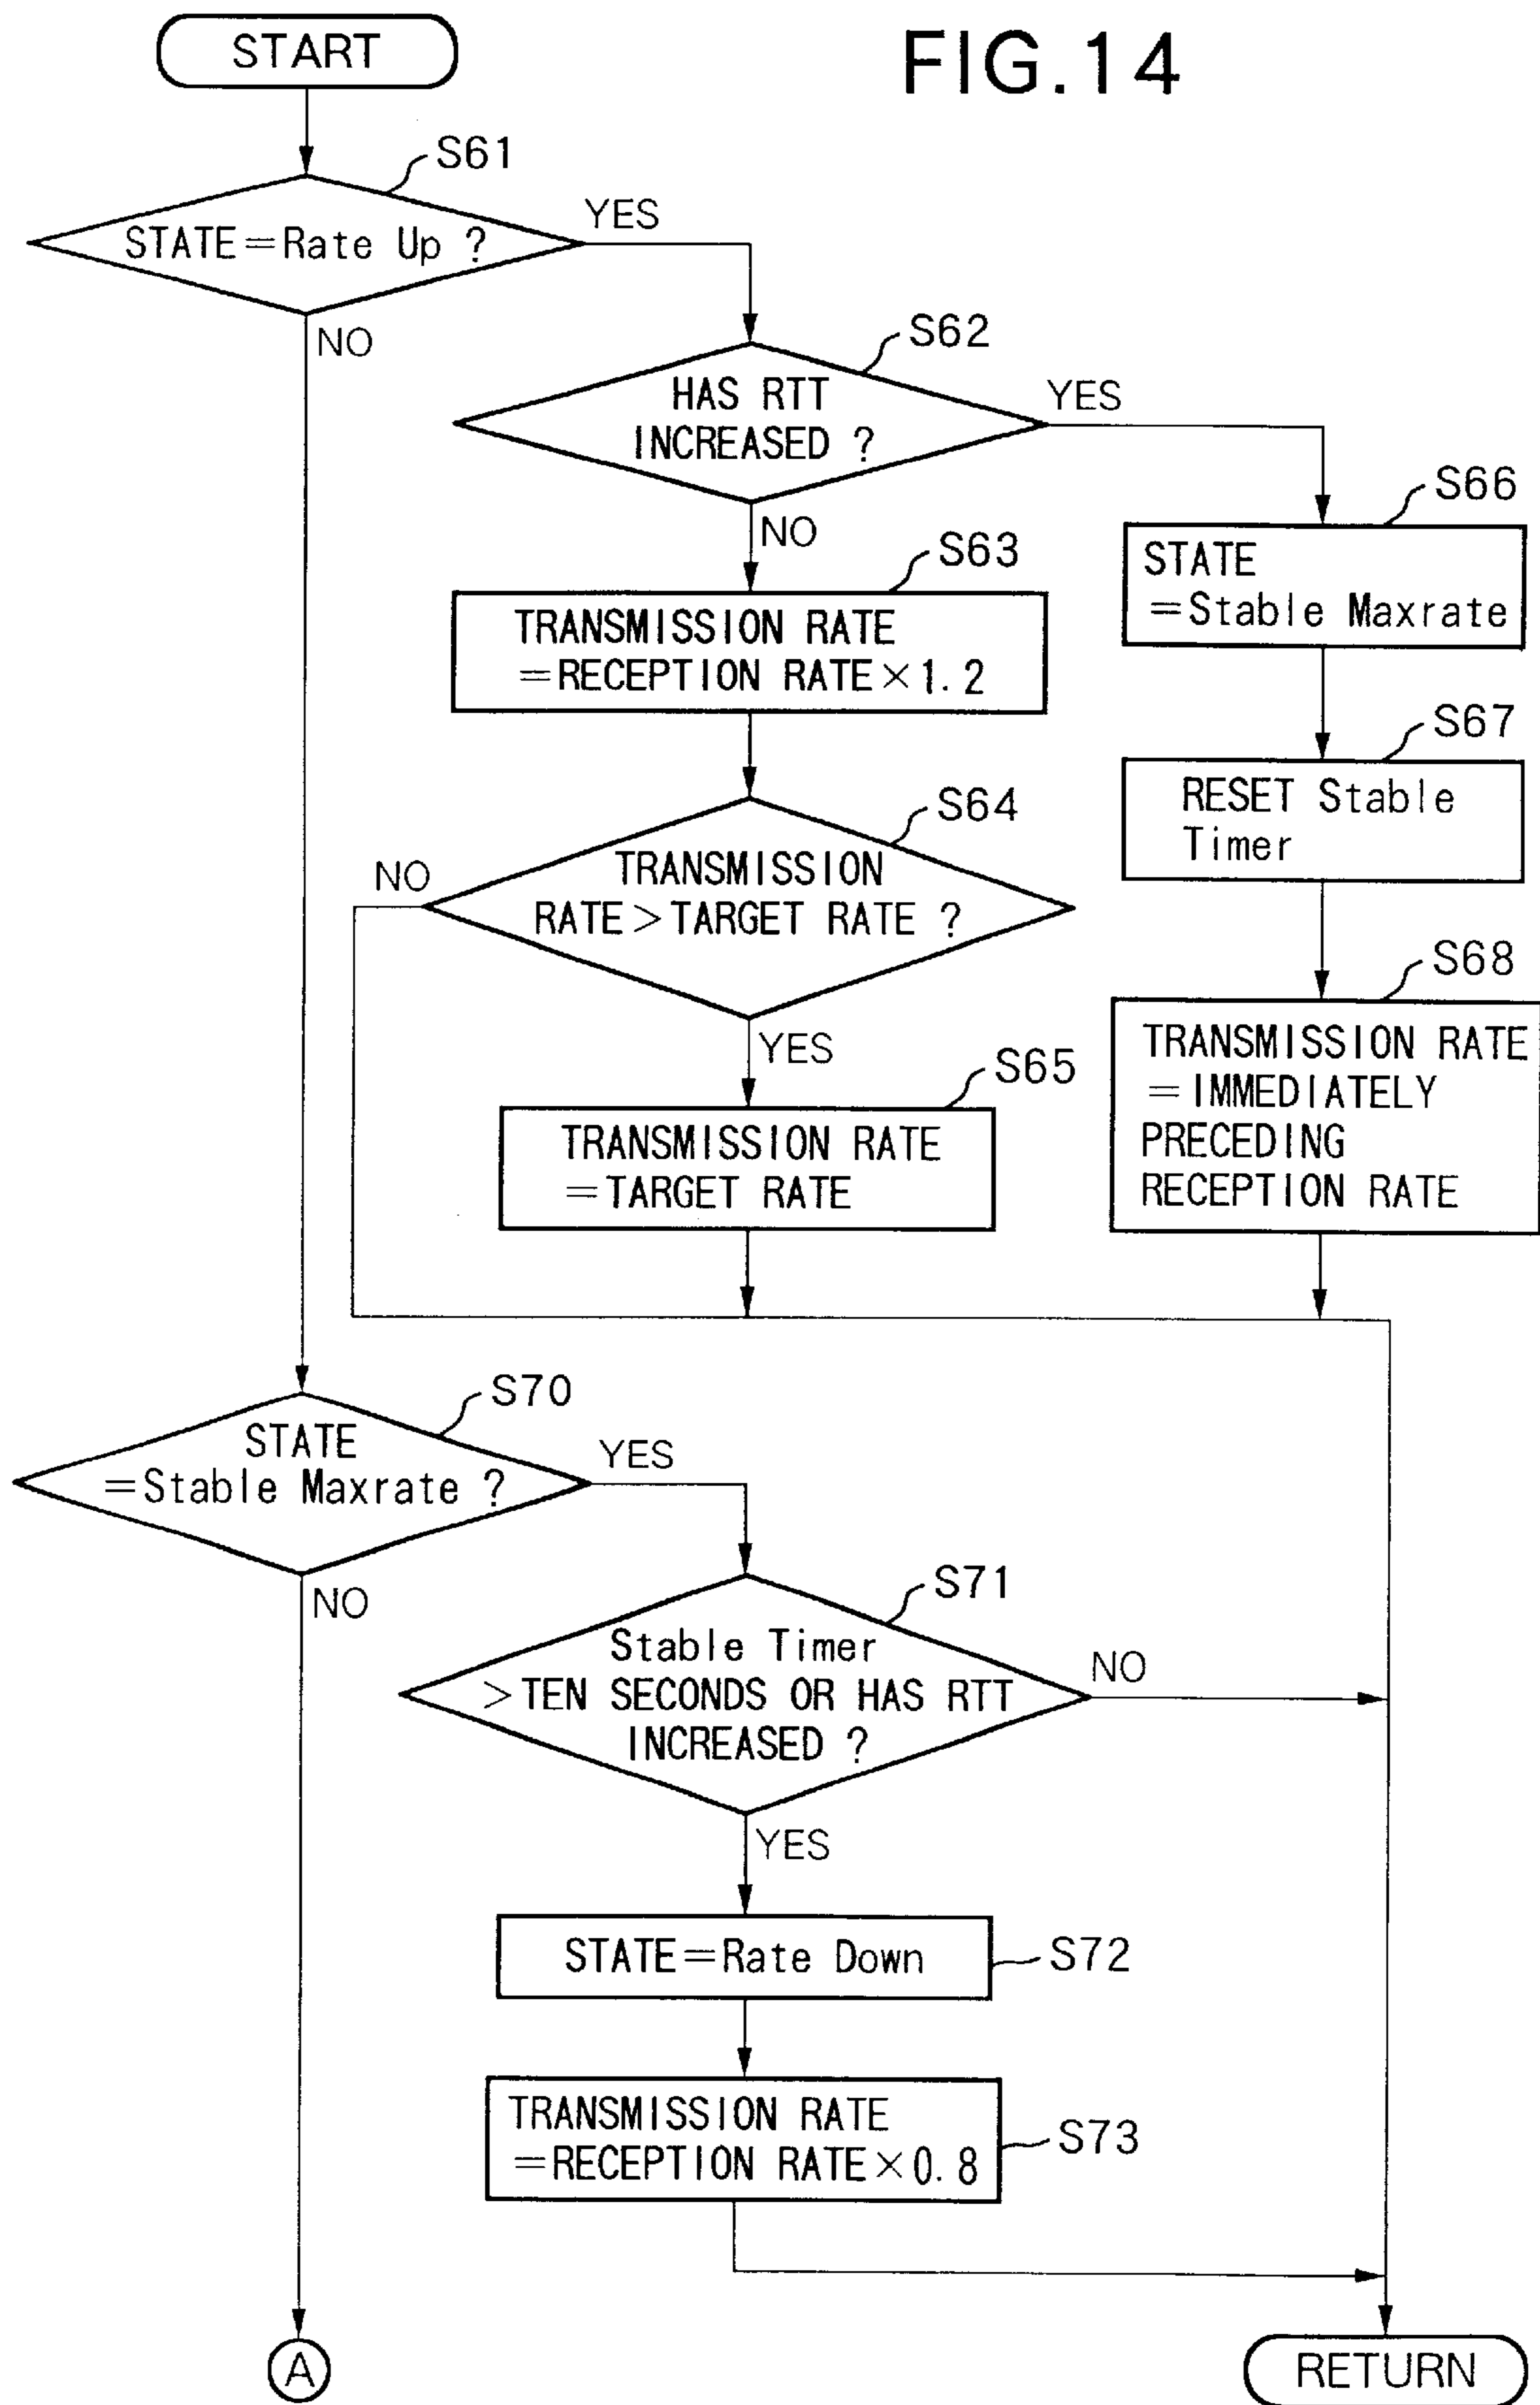 START
FIG.14
S61
STATE=Rate Up ?
YES
NO
S62
HAS RTT
INCREASED ?
YES
NO
S63
TRANSMISSION RATE
=RECEPTION RATE×1.2
S66
STATE
=Stable Maxrate
S67
RESET Stable
Timer
S64
TRANSMISSION
RATE>TARGET RATE ?
NO
YES
S68
TRANSMISSION RATE
=IMMEDIATELY
PRECEDING
RECEPTION RATE
S65
TRANSMISSION RATE
=TARGET RATE
S70
STATE
=Stable Maxrate ?
YES
NO
S71
Stable Timer
>TEN SECONDS OR HAS RTT
INCREASED ?
NO
YES
STATE=Rate Down
S72
TRANSMISSION RATE
=RECEPTION RATE×0.8
S73
A
RETURN